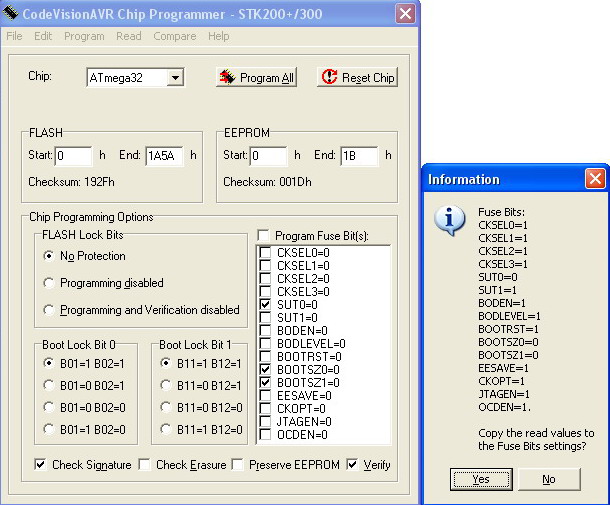 CodeVisionAVR Chip Programmer - STK200+/300
File Edit Program Read Compare Help
Chip: ATmega32 Program All Reset Chip
FLASH
Start: 0 h End: 1A5A h
Checksum: 192Fh
EEPROM
Start: 0 h End: 1B h
Checksum: 001Dh
Chip Programming Options
FLASH Lock Bits
No Protection
Programming disabled
Programming and Verification disabled
Boot Lock Bit 0
B01=1 B02=1
B01=0 B02=1
B01=0 B02=0
B01=1 B02=0
Boot Lock Bit 1
B11=1 B12=1
B11=0 B12=1
B11=0 B12=0
B11=1 B12=0
Program Fuse Bit(s):
CKSEL0=0
CKSEL1=0
CKSEL2=0
CKSEL3=0
SUT0=0
SUT1=0
BODEN=0
BODLEVEL=0
BOOTRST=0
BOOTSZ0=0
BOOTSZ1=0
EESAVE=0
CKOPT=0
JTAGEN=0
OCDEN=0
Check Signature Check Erasure Preserve EEPROM Verify
Information
Fuse Bits:
CKSEL0=1
CKSEL1=1
CKSEL2=1
CKSEL3=1
SUT0=0
SUT1=1
BODEN=1
BODLEVEL=1
BOOTRST=1
BOOTSZ0=0
BOOTSZ1=0
EESAVE=1
CKOPT=1
JTAGEN=1
OCDEN=1.
Copy the read values to
the Fuse Bits settings?
Yes No